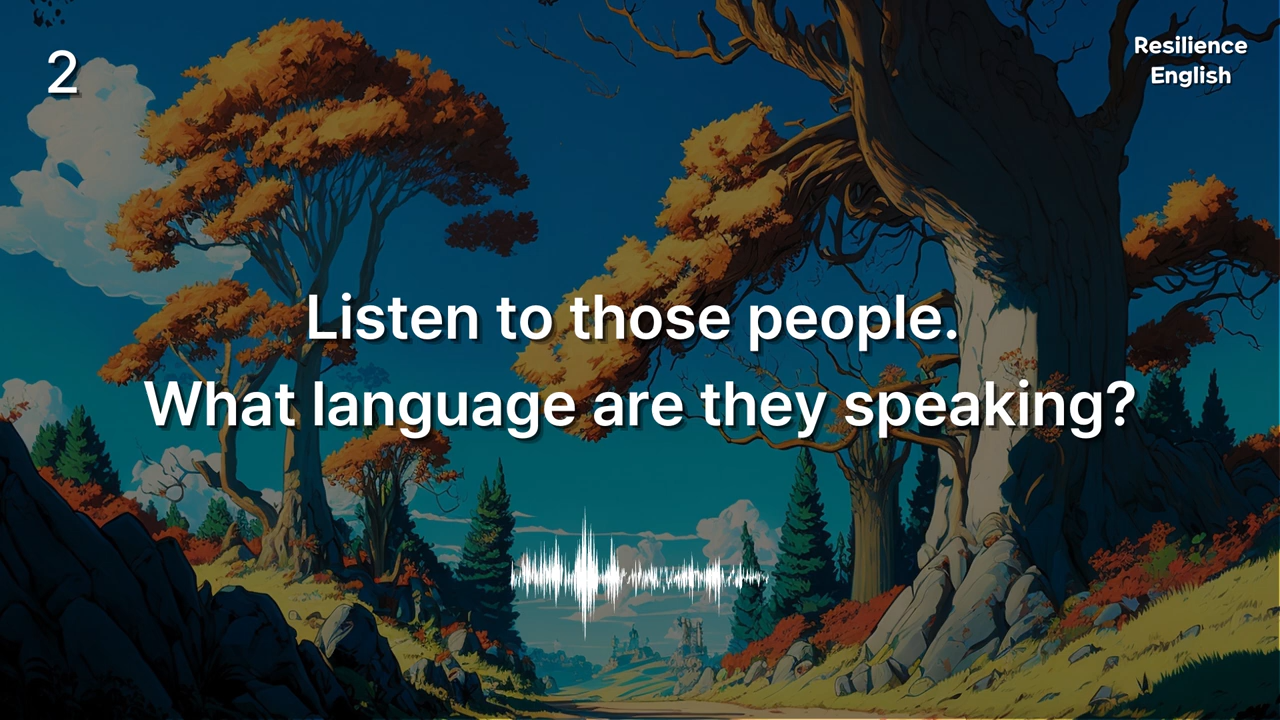 2
Resilience
English
Listen to those people.
What language are they speaking?